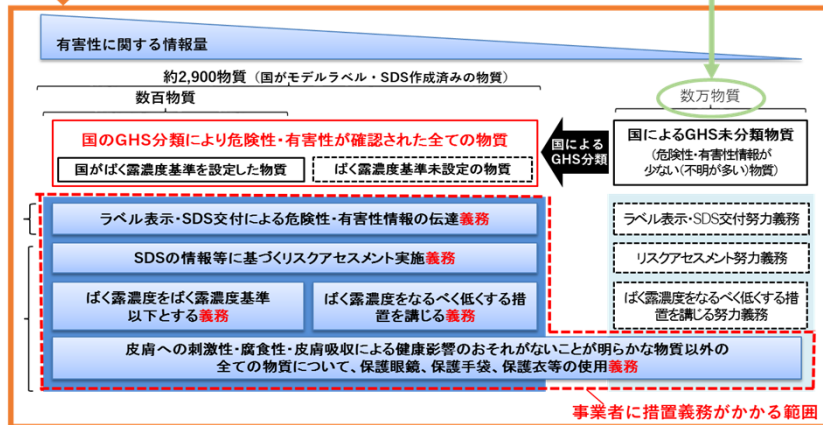 有害性に関する情報量
約2,900物質(国がモデルラベル・SDS作成済みの物質)
数百物質
数万物質
国のGHS分類により危険性・有害性が確認された全ての物質
国がばく露濃度基準を設定した物質
ばく露濃度基準未設定の物質
国による
GHS分類
国によるGHS未分類物質
(危険性・有害性情報が
少ない(不明が多い)物質)
ラベル表示・SDS交付による危険性・有害性情報の伝達義務
ラベル表示・SDS交付努力義務
SDSの情報等に基づくリスクアセスメント実施義務
リスクアセスメント努力義務
ばく露濃度をばく露濃度基準
以下とする義務
ばく露濃度をなるべく低くする措
置を講じる義務
ばく露濃度をなるべく低くする措
置を講じる努力義務
皮膚への刺激性・腐食性・皮膚吸収による健康影響のおそれがないことが明らかな物質以外の
全ての物質について、保護眼鏡、保護手袋、保護衣等の使用義務
事業者に措置義務がかかる範囲